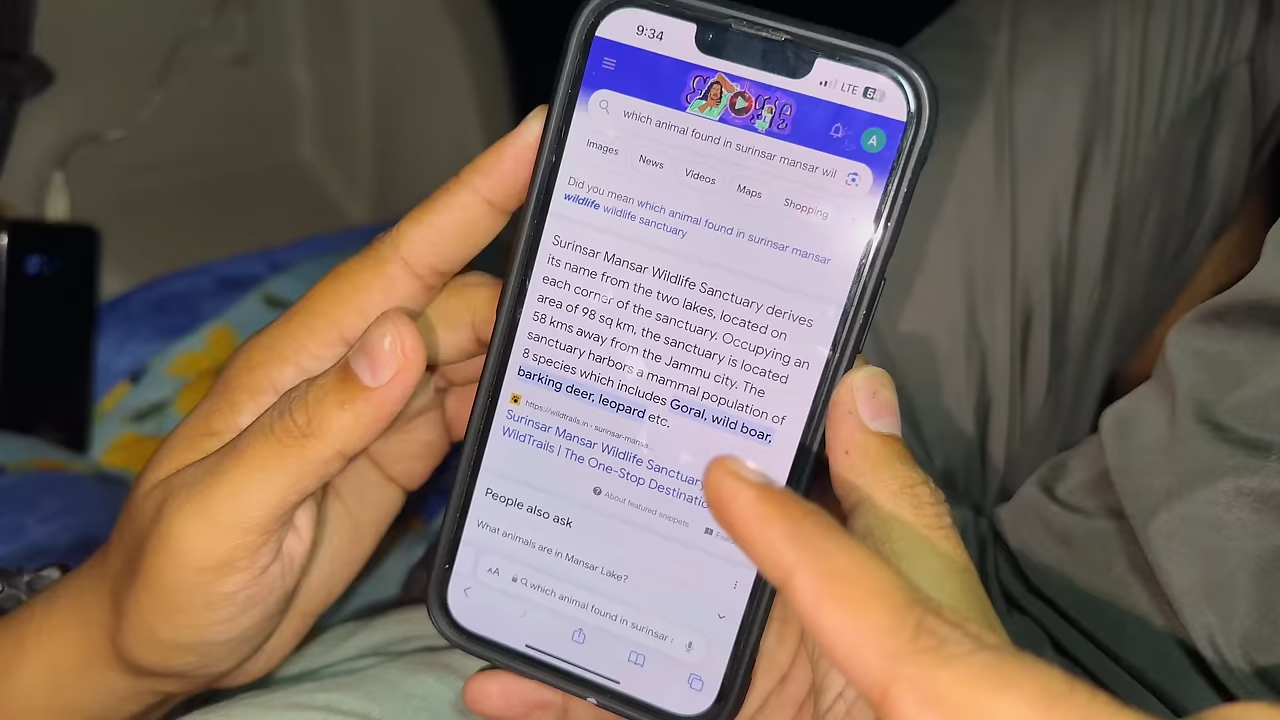 9:34
LTE
which animal found in surinsar mansar wil
A
Images
News
Videos
Maps
Shopping
Did you mean which animal found in surinsar mansar
wildlife wildlife sanctuary
Surinsar Mansar Wildlife Sanctuary derives
its name from the two lakes, located on
each corner of the sanctuary. Occupying an
area of 98 sq km, the sanctuary is located
58 kms away from the Jammu city. The
sanctuary harbors a mammal population of
8 species which includes Goral, wild boar,
barking deer, leopard etc.
https://wildtrails.in › surinsar-mansa...
Surinsar Mansar Wildlife Sanctuary
WildTrails | The One-Stop Destinatio
About featured snippets
People also ask
What animals are in Mansar Lake?
AA
which animal found in surinsar